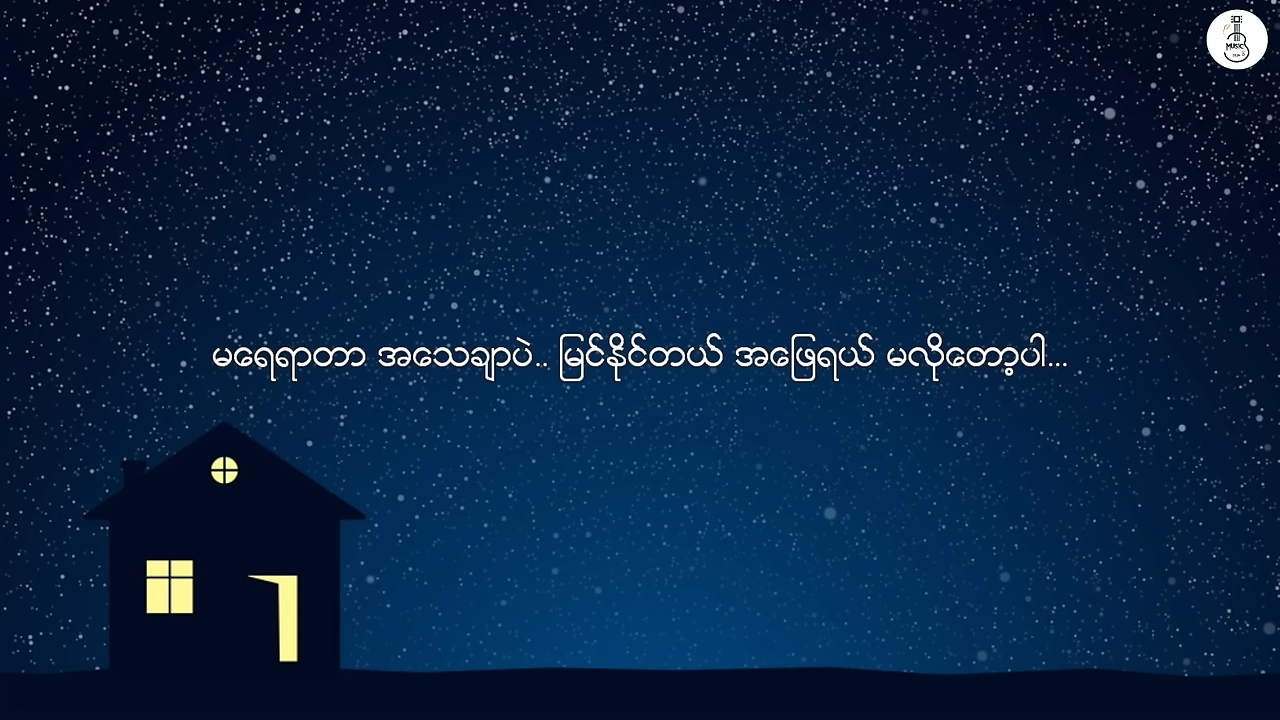 MUSIC
မရေရာတာ အသေချာပဲ.. မြင်နိုင်တယ် အဖြေရယ် မလိုတော့ပါ...